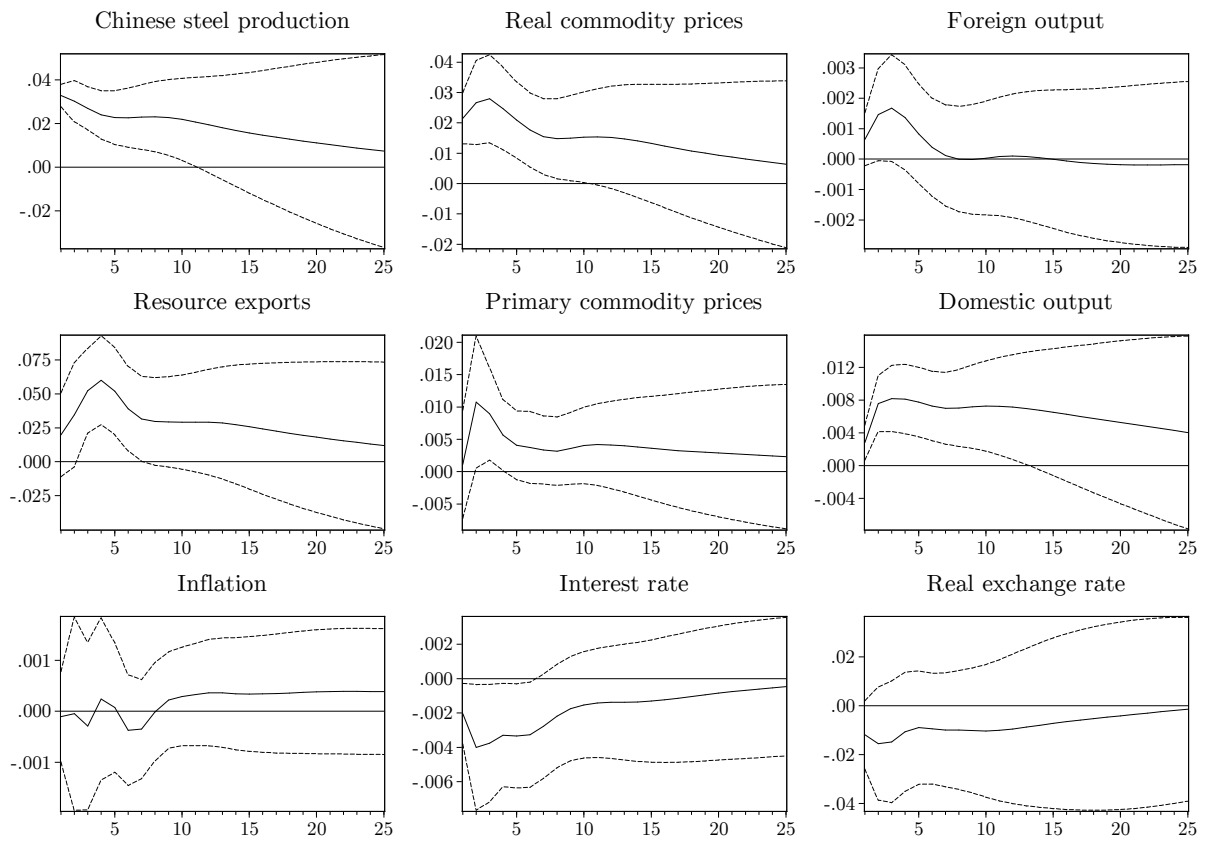 Chinese steel production
.04
.02
.00
-.02
5 10 15 20 25
Real commodity prices
.04
.03
.02
.01
.00
-.01
-.02
5 10 15 20 25
Foreign output
.003
.002
.001
.000
-.001
-.002
5 10 15 20 25
Resource exports
.075
.050
.025
.000
-.025
5 10 15 20 25
Primary commodity prices
.020
.015
.010
.005
.000
-.005
5 10 15 20 25
Domestic output
.012
.008
.004
.000
-.004
5 10 15 20 25
Inflation
.001
.000
-.001
5 10 15 20 25
Interest rate
.002
.000
-.002
-.004
-.006
5 10 15 20 25
Real exchange rate
.02
.00
-.02
-.04
5 10 15 20 25